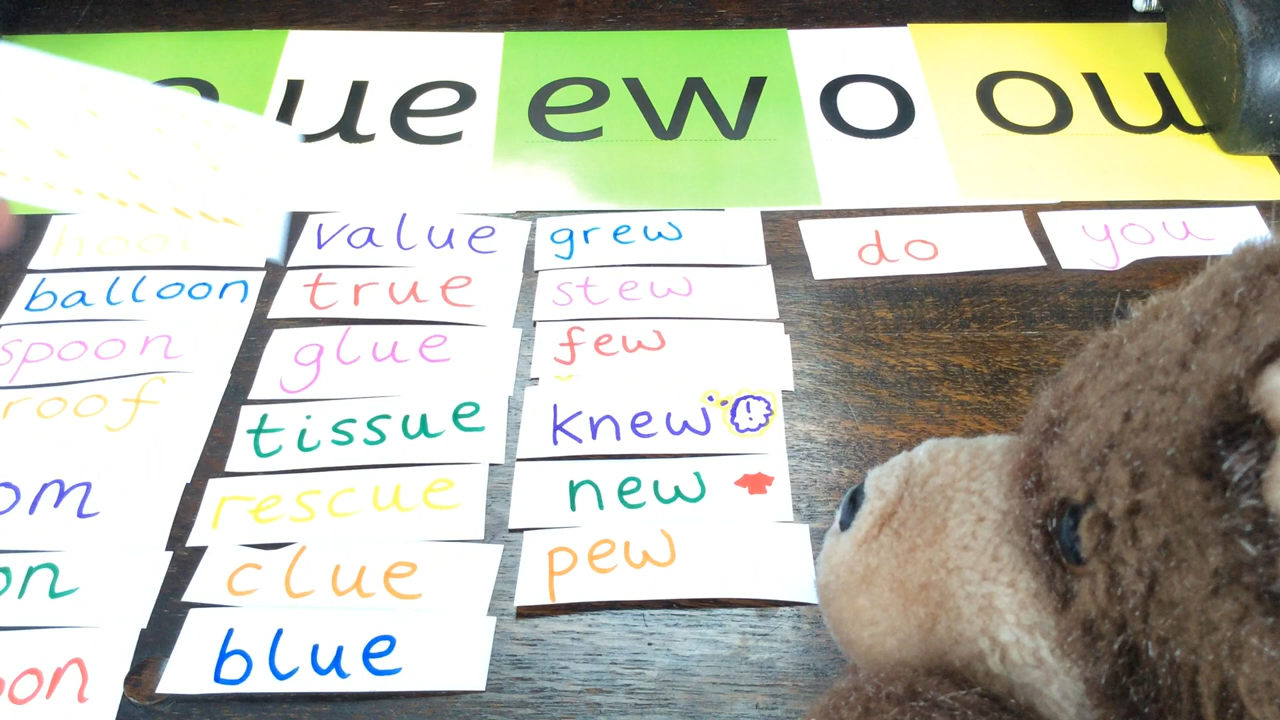 ue ew o ou
value grew do you
balloon true stew
spoon glue few
roof tissue knew !
rescue new
clue pew
blue